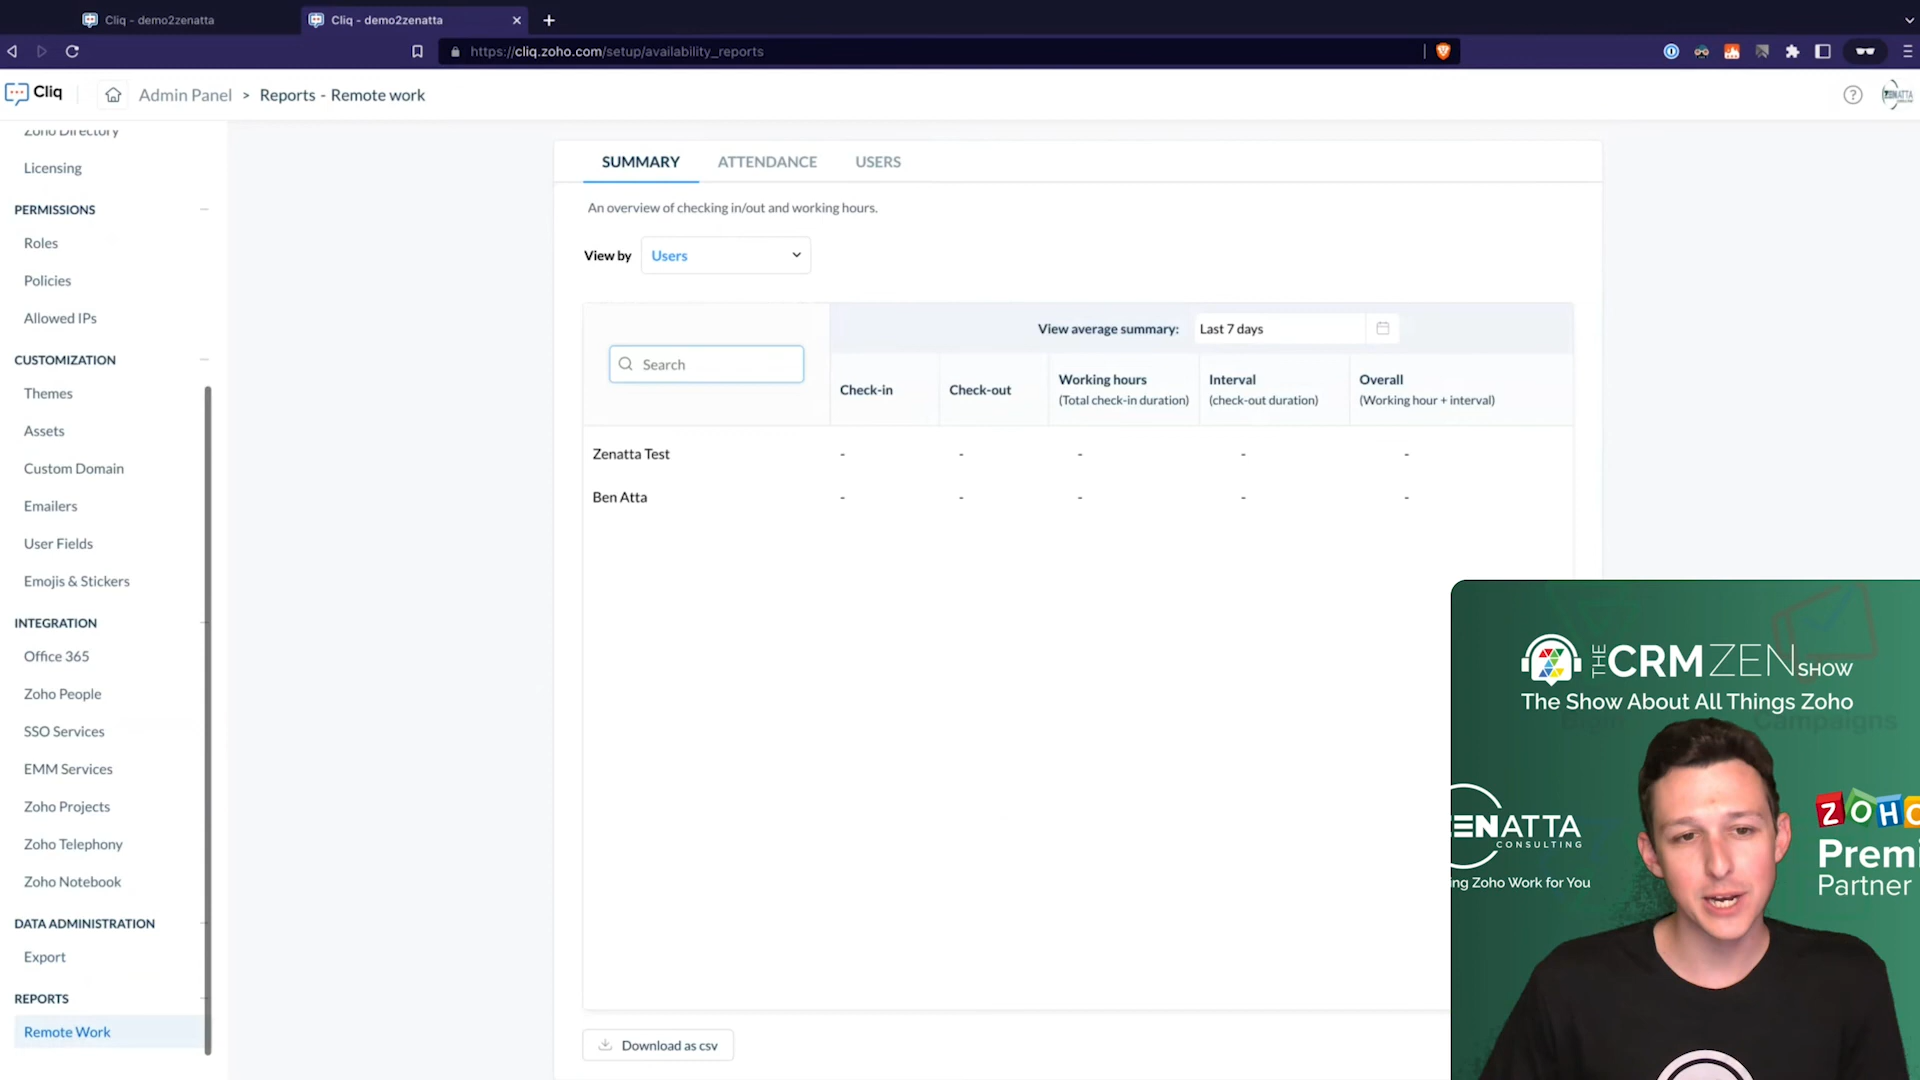 Cliq - demo2zenatta
Cliq - demo2zenatta
https://cliq.zoho.com/setup/availability_reports
Cliq
Admin Panel > Reports - Remote work
Zoho Directory
Licensing
PERMISSIONS
Roles
Policies
Allowed IPs
CUSTOMIZATION
Themes
Assets
Custom Domain
Emailers
User Fields
Emojis & Stickers
INTEGRATION
Office 365
Zoho People
SSO Services
EMM Services
Zoho Projects
Zoho Telephony
Zoho Notebook
DATA ADMINISTRATION
Export
REPORTS
Remote Work
SUMMARY ATTENDANCE USERS
An overview of checking in/out and working hours.
View by Users
View average summary: Last 7 days
Search
Check-in
Check-out
Working hours
(Total check-in duration)
Interval
(check-out duration)
Overall
(Working hour + interval)
Zenatta Test - - - - -
Ben Atta - - - - -
Download as csv
THE CRMZEN SHOW
The Show About All Things Zoho
Campaigns
ZENATTA
CONSULTING
ing Zoho Work for You
ZOHO
Premi
Partner